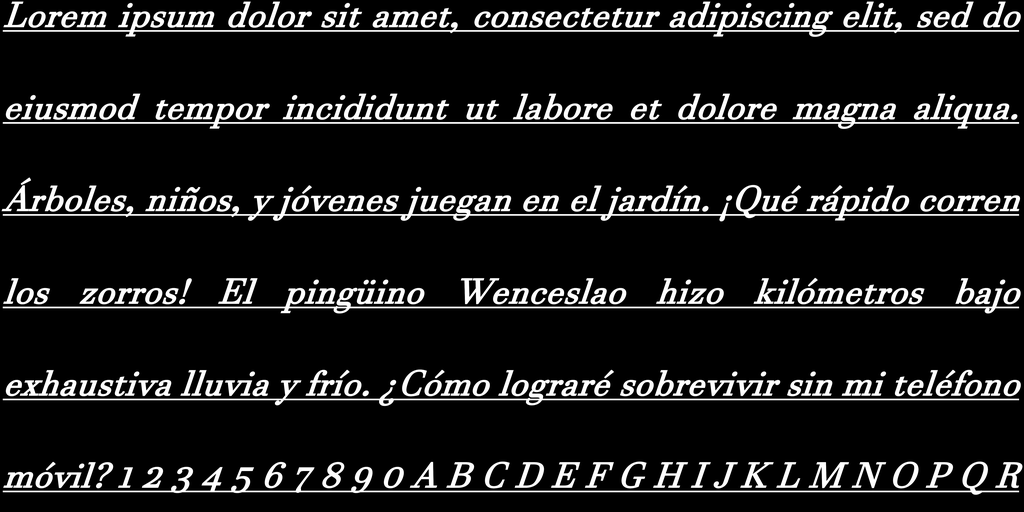 Lorem ipsum dolor sit amet, consectetur adipiscing elit, sed do
eiusmod tempor incididunt ut labore et dolore magna aliqua.
Árboles, niños, y jóvenes juegan en el jardín. ¡Qué rápido corren
los zorros! El pingüino Wenceslao hizo kilómetros bajo
exhaustiva lluvia y frío. ¿Cómo lograré sobrevivir sin mi teléfono
móvil? 1 2 3 4 5 6 7 8 9 0 A B C D E F G H I J K L M N O P Q R